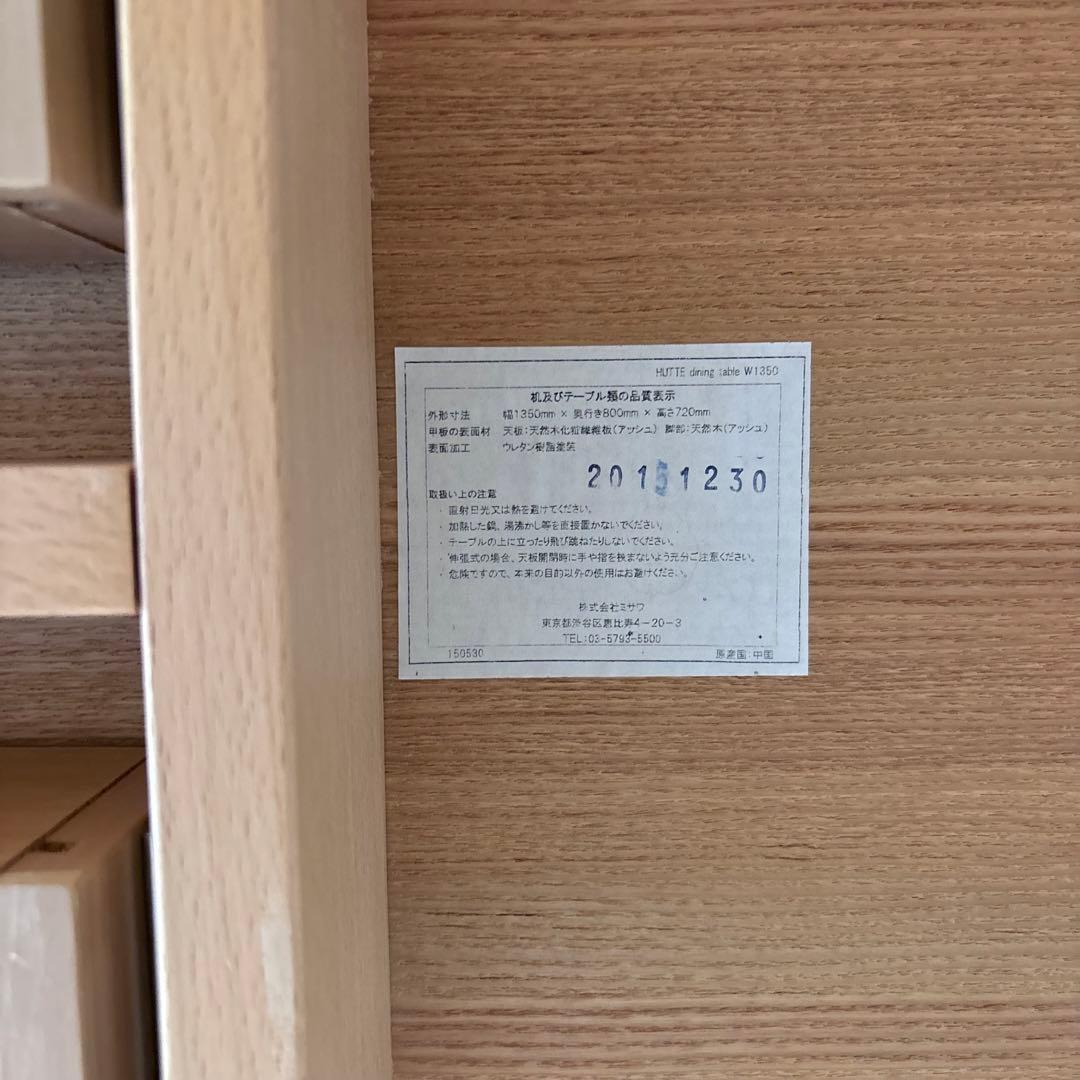 HUTTE dining table W1350
机及びテーブル類の品質表示
外形寸法 幅1350mm × 奥行き800mm × 高さ720mm
甲板の表面材 天板:天然木化粧繊維板(アッシュ) 脚部:天然木(アッシュ)
表面加工 ウレタン樹脂塗装
20151230
取扱い上の注意
・ 直射日光又は熱を避けてください。
・ 加熱した鍋、湯沸かし等を直接置かないでください。
・ テーブルの上に立ったり飛び跳ねたりしないでください。
・ 伸張式の場合、天板開閉時に手や指を挟まないよう充分ご注意ください。
・ 危険ですので、本来の目的以外の使用はお避けください。
株式会社ミサワ
東京都渋谷区恵比寿4-20-3
TEL:03-5793-5500
150530 原産国:中国